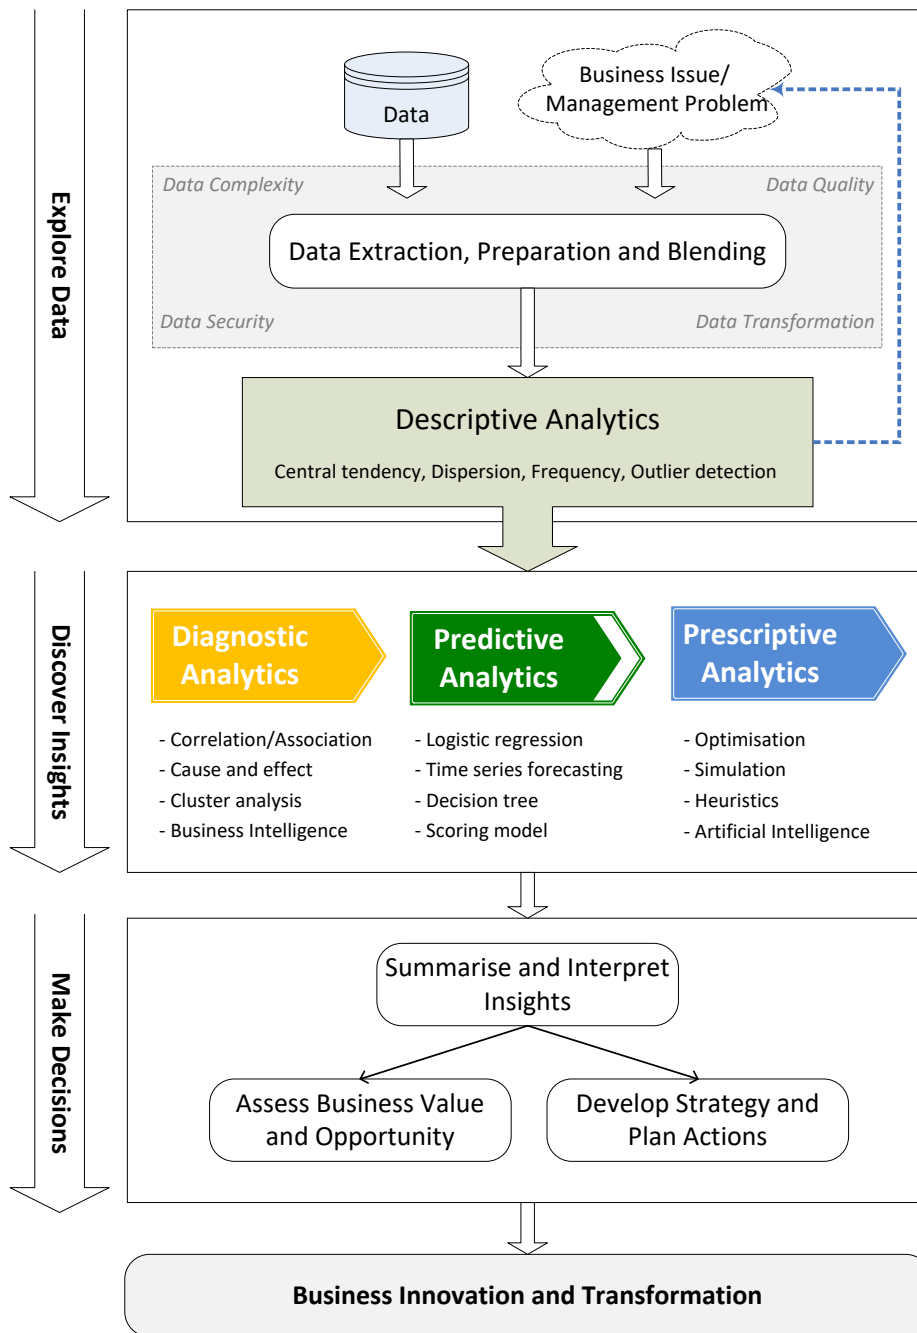 Explore Data
Data
Business Issue/
Management Problem
Data Complexity
Data Quality
Data Extraction, Preparation and Blending
Data Security
Data Transformation
Descriptive Analytics
Central tendency, Dispersion, Frequency, Outlier detection
Discover Insights
Diagnostic
Analytics
- Correlation/Association
- Cause and effect
- Cluster analysis
- Business Intelligence
Predictive
Analytics
- Logistic regression
- Time series forecasting
- Decision tree
- Scoring model
Prescriptive
Analytics
- Optimisation
- Simulation
- Heuristics
- Artificial Intelligence
Make Decisions
Summarise and Interpret
Insights
Assess Business Value
and Opportunity
Develop Strategy and
Plan Actions
Business Innovation and Transformation